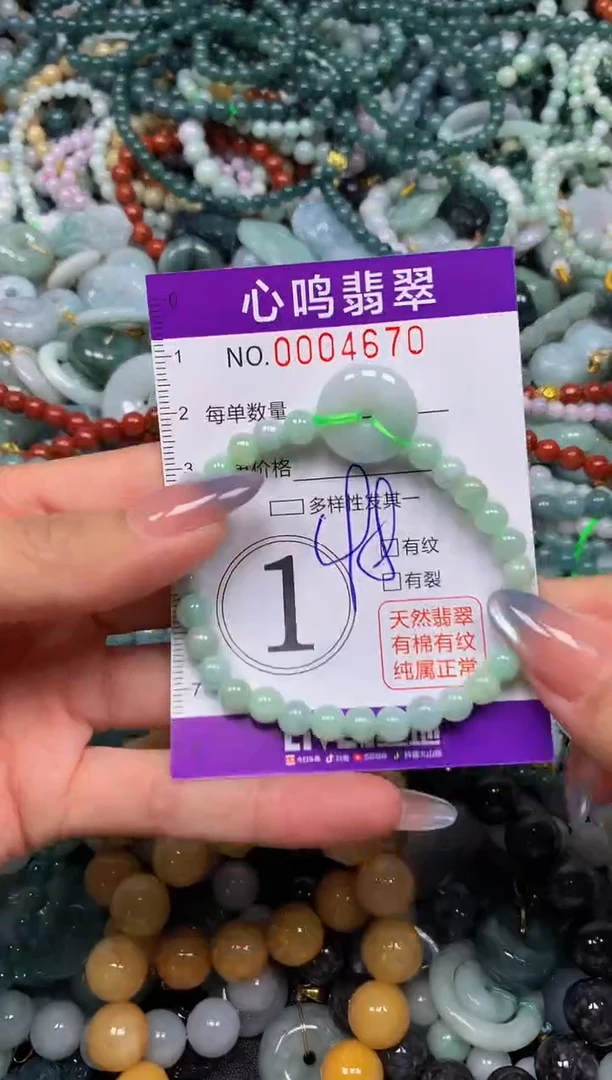 心鸣翡翠
0
1
NO.0004670
2
每单数量
3
价格
多样性发其一
有纹
1
有裂
天然翡翠
有棉有纹
纯属正常
7